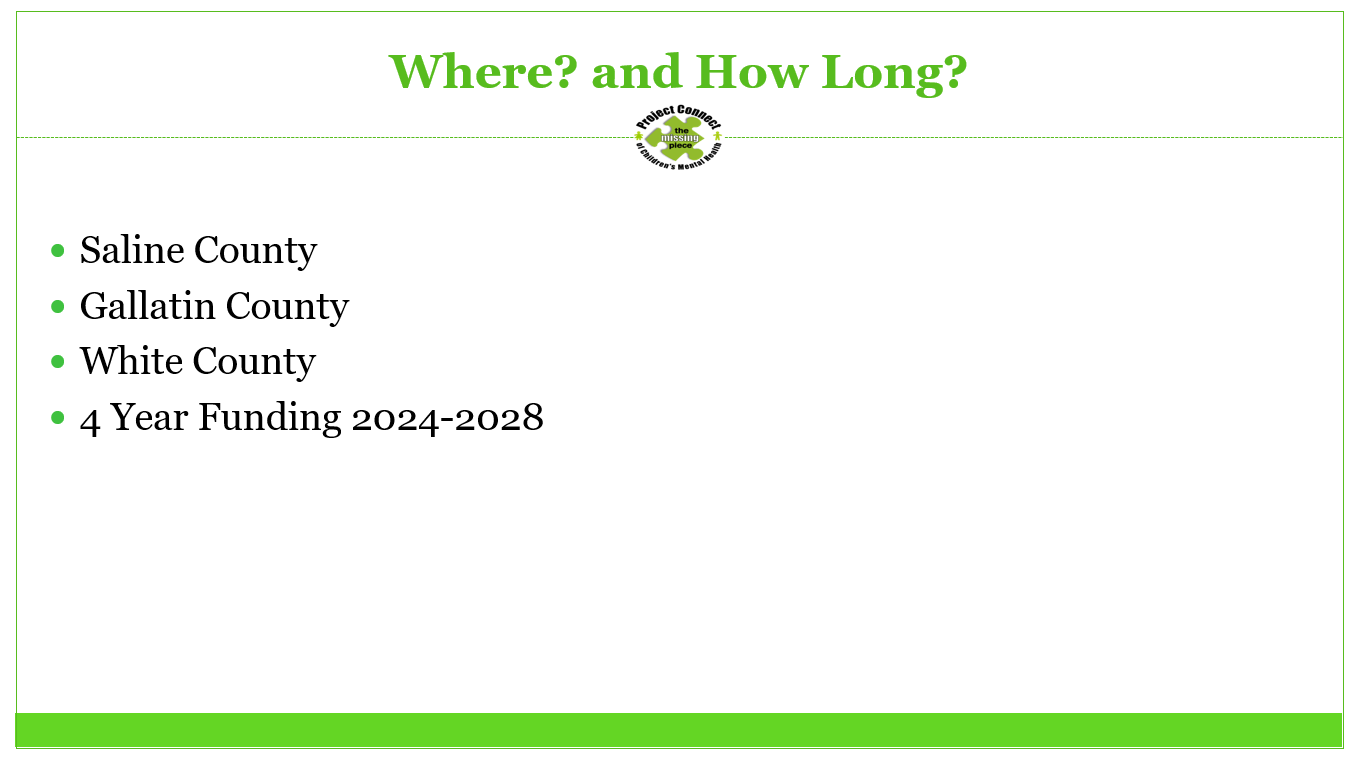 Where? and How Long?
Project Connect
the
missing
piece
of Children's Mental Health
Saline County
Gallatin County
White County
4 Year Funding 2024-2028